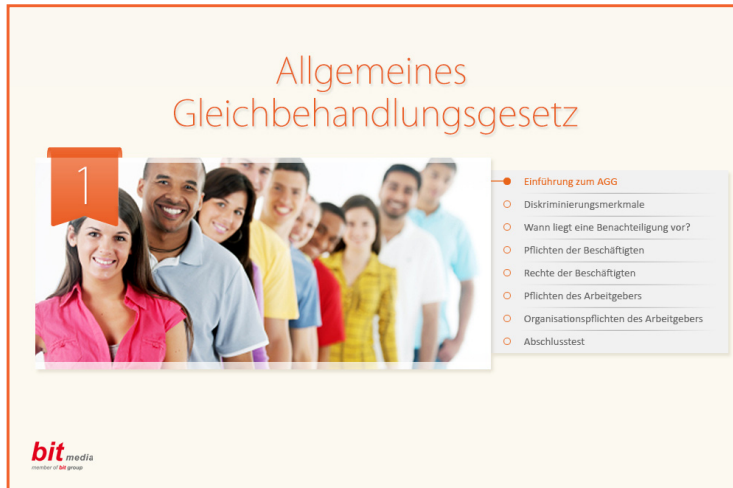 Allgemeines
Gleichbehandlungsgesetz
1
Einführung zum AGG
Diskriminierungsmerkmale
Wann liegt eine Benachteiligung vor?
Pflichten der Beschäftigten
Rechte der Beschäftigten
Pflichten des Arbeitgebers
Organisationspflichten des Arbeitgebers
Abschlusstest
bit media
member of bit group